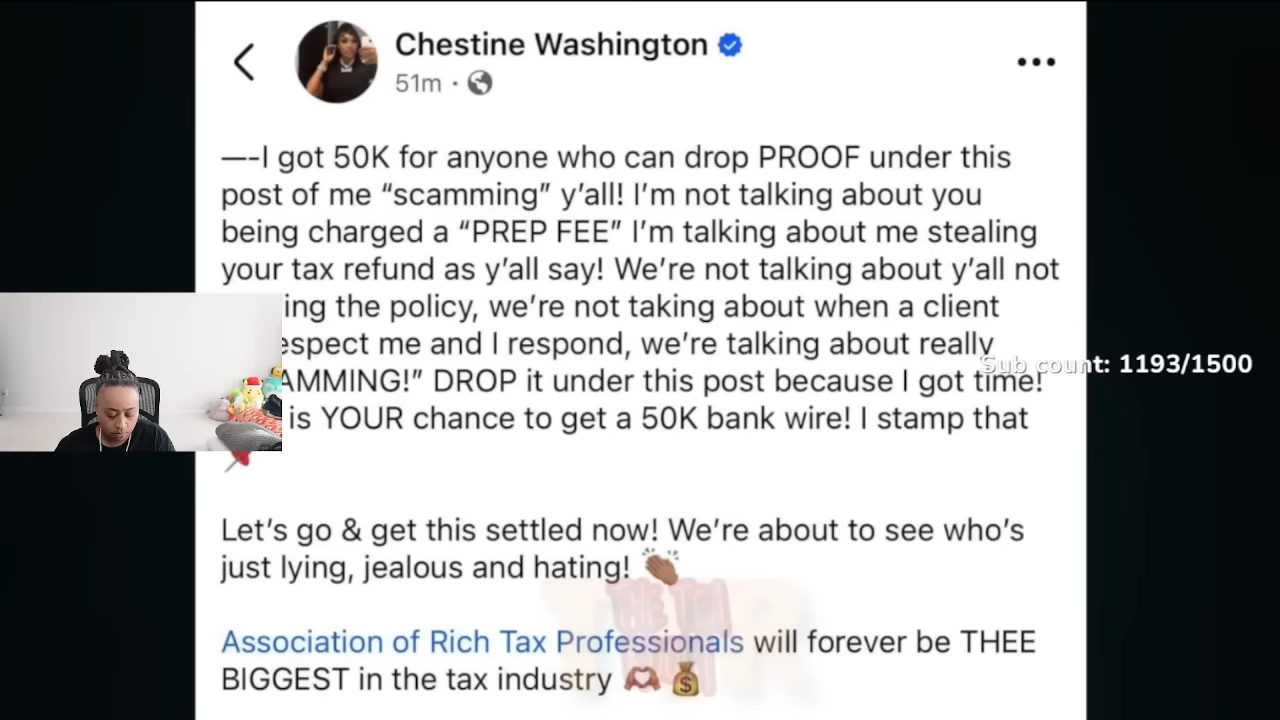 Chestine Washington
51m ·
—-I got 50K for anyone who can drop PROOF under this
post of me “scamming” y’all! I’m not talking about you
being charged a “PREP FEE” I’m talking about me stealing
your tax refund as y’all say! We’re not talking about y’all not
ing the policy, we’re not taking about when a client
espect me and I respond, we’re talking about really
AMMING!” DROP it under this post because I got time!
is YOUR chance to get a 50K bank wire! I stamp that
Sub count: 1193/1500
Let’s go & get this settled now! We’re about to see who’s
just lying, jealous and hating!
Association of Rich Tax Professionals will forever be THEE
BIGGEST in the tax industry